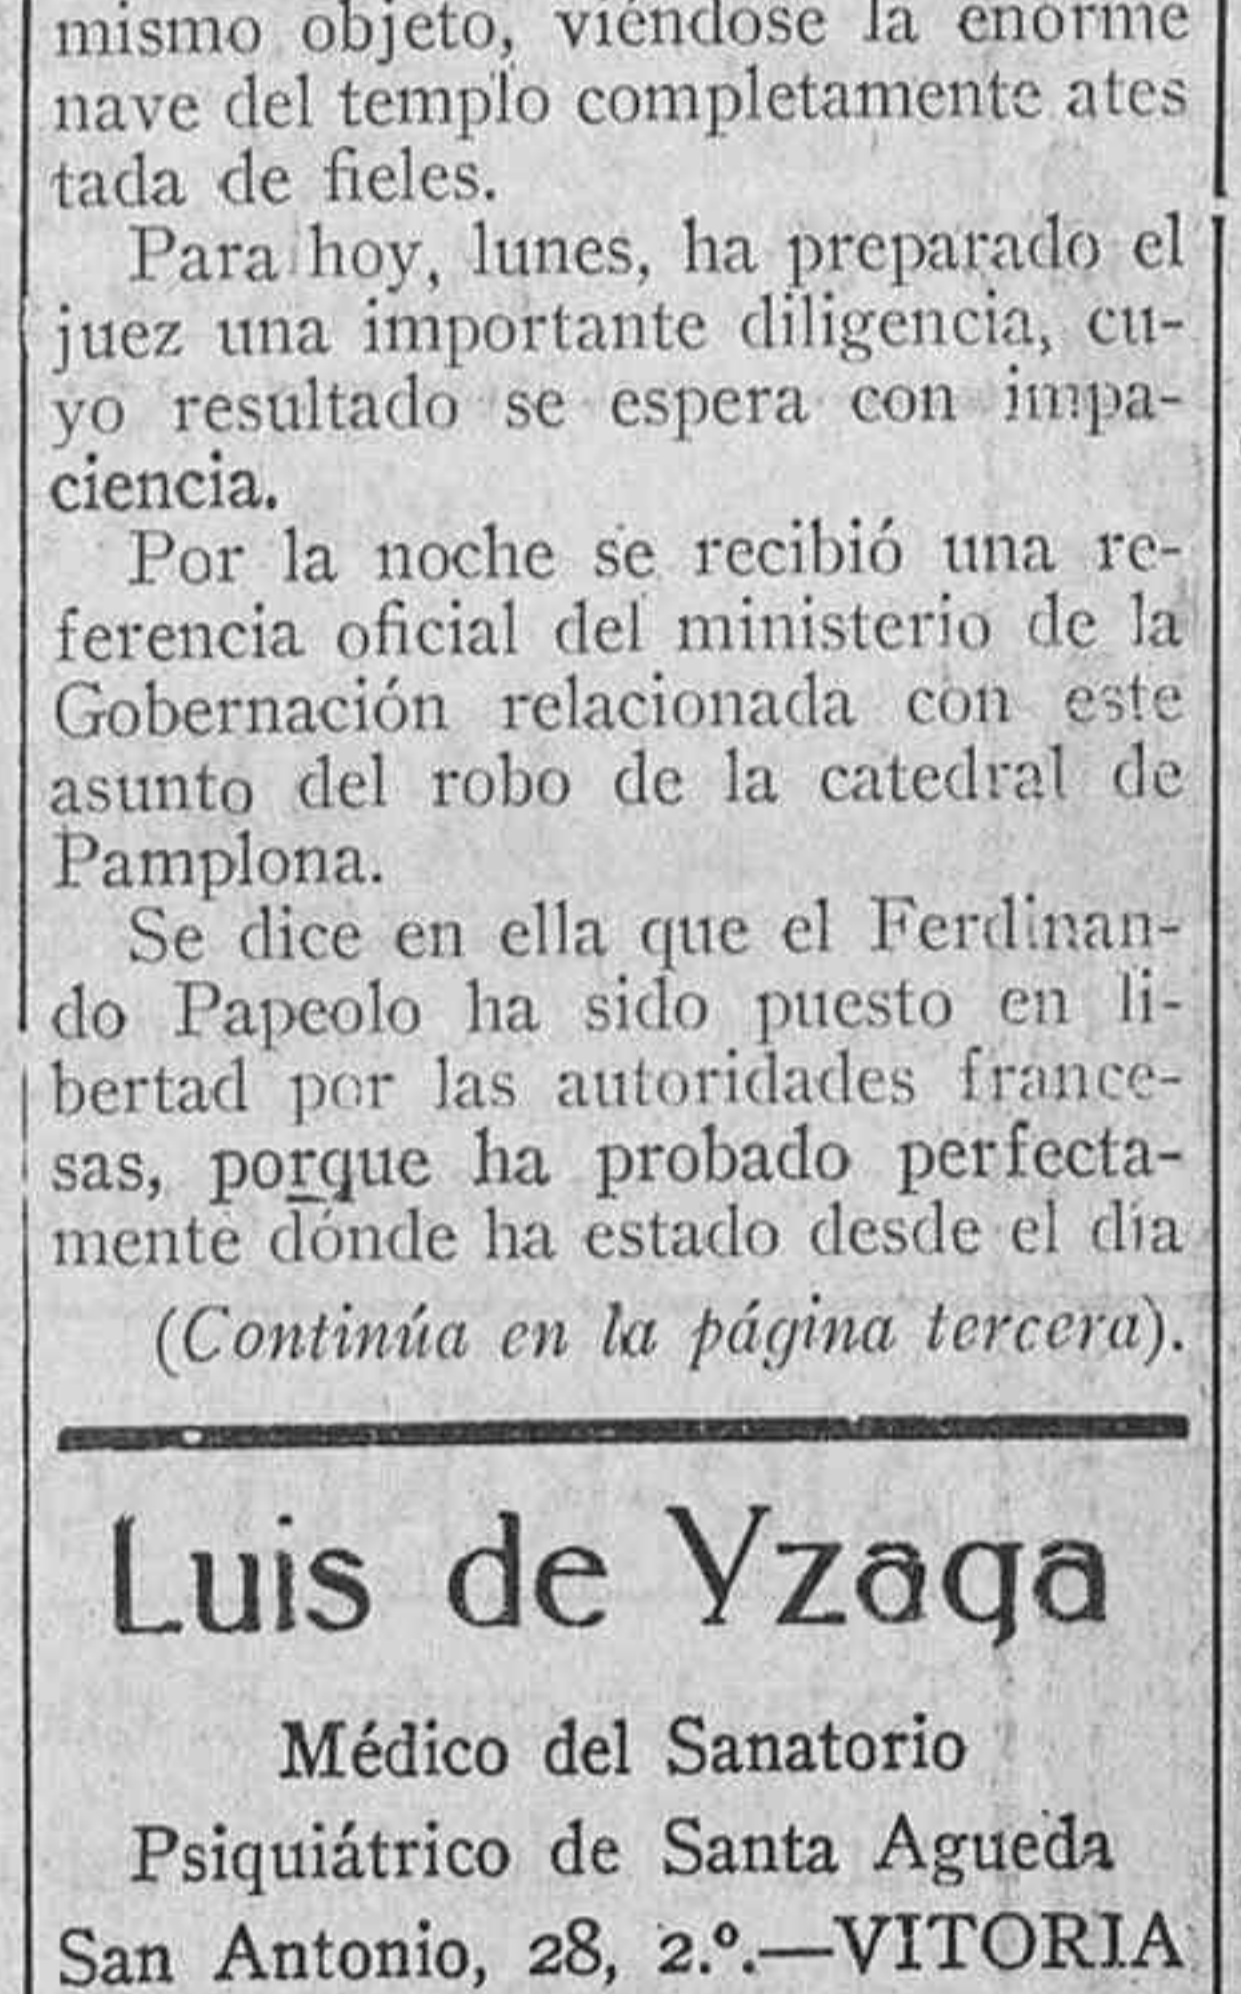 mismo objeto, viéndose la enorme
nave del templo completamente ates
tada de fieles.
Para hoy, lunes, ha preparado el
juez una importante diligencia, cu-
yo resultado se espera con impa-
ciencia.
Por la noche se recibió una re-
ferencia oficial del ministerio de la
Gobernación relacionada con este
asunto del robo de la catedral de
Pamplona.
Se dice en ella que el Ferdinan-
do Papeolo ha sido puesto en li-
bertad por las autoridades france-
sas, porque ha probado perfecta-
mente dónde ha estado desde el día
(Continúa en la página tercera).
Luis de Yzaga
Médico del Sanatorio
Psiquiátrico de Santa Agueda
San Antonio, 28, 2.º.—VITORIA